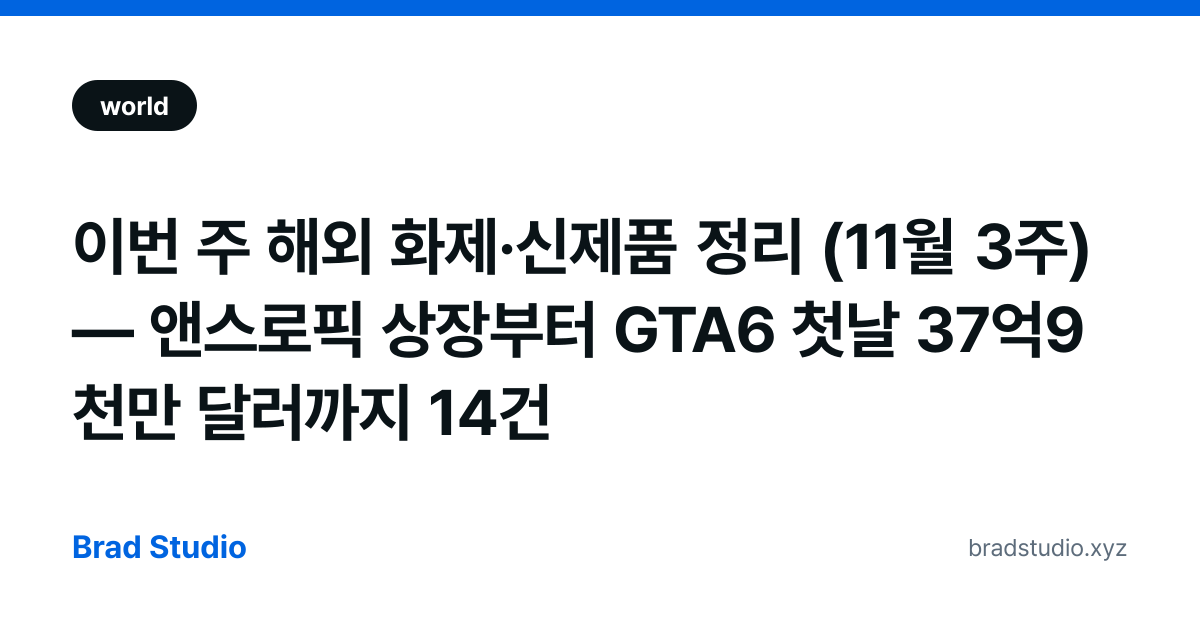 world
이번 주 해외 화제·신제품 정리 (11월 3주)
— 앤스로픽 상장부터 GTA6 첫날 37억9
천만 달러까지 14건
Brad Studio
bradstudio.xyz